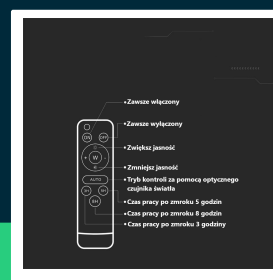 Zawsze włączony
Zawsze wyłączony
ON
OFF
Zwiększ jasność
+ W -
Zmniejsz jasność
AUTO
Tryb kontroli za pomocą optycznego
czujnika światła
3H
5H
Czas pracy po zmroku 5 godzin
8H
Czas pracy po zmroku 8 godzin
Czas pracy po zmroku 3 godziny